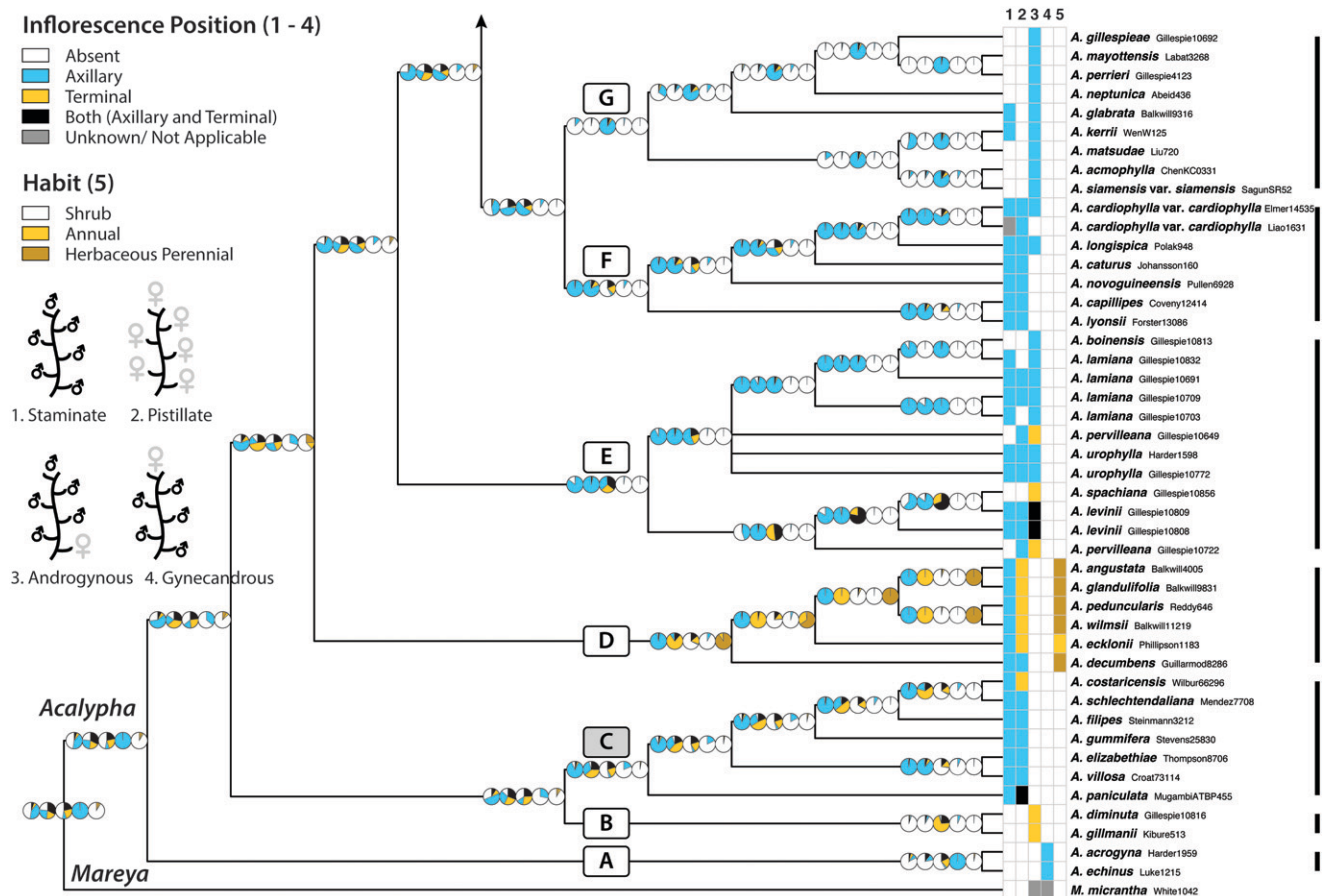 Inflorescence Position (1 - 4)
Absent
Axillary
Terminal
Both (Axillary and Terminal)
Unknown/ Not Applicable
Habit (5)
Shrub
Annual
Herbaceous Perennial
1. Staminate
2. Pistillate
3. Androgynous
4. Gynecandrous
Acalypha
Mareya
G
F
E
D
C
B
A
1 2 3 4 5
A. gillespieae Gillespie10692
A. mayottensis Labat3268
A. perrieri Gillespie4123
A. neptunica Abeid436
A. glabrata Balkwill9316
A. kerrii WenW125
A. matsudae Liu720
A. acmophylla ChenKC0331
A. siamensis var. siamensis SagunSR52
A. cardiophylla var. cardiophylla Elmer14535
A. cardiophylla var. cardiophylla Liao1631
A. longispica Polak948
A. caturus Johansson160
A. novoguineensis Pullen6928
A. capillipes Coveny12414
A. lyonsii Forster13086
A. boinensis Gillespie10813
A. lamiana Gillespie10832
A. lamiana Gillespie10691
A. lamiana Gillespie10709
A. lamiana Gillespie10703
A. pervilleana Gillespie10649
A. urophylla Harder1598
A. urophylla Gillespie10772
A. spachiana Gillespie10856
A. levinii Gillespie10809
A. levinii Gillespie10808
A. pervilleana Gillespie10722
A. angustata Balkwill4005
A. glandulifolia Balkwill9831
A. peduncularis Reddy646
A. wilmsii Balkwill11219
A. ecklonii Phillipson1183
A. decumbens Guillarmod8286
A. costaricensis Wilbur66296
A. schlechtendaliana Mendez7708
A. filipes Steinmann3212
A. gummifera Stevens25830
A. elizabethiae Thompson8706
A. villosa Croat73114
A. paniculata MugambiATBP455
A. diminuta Gillespie10816
A. gillmanii Kibure513
A. acrogyna Harder1959
A. echinus Luke1215
M. micrantha White1042